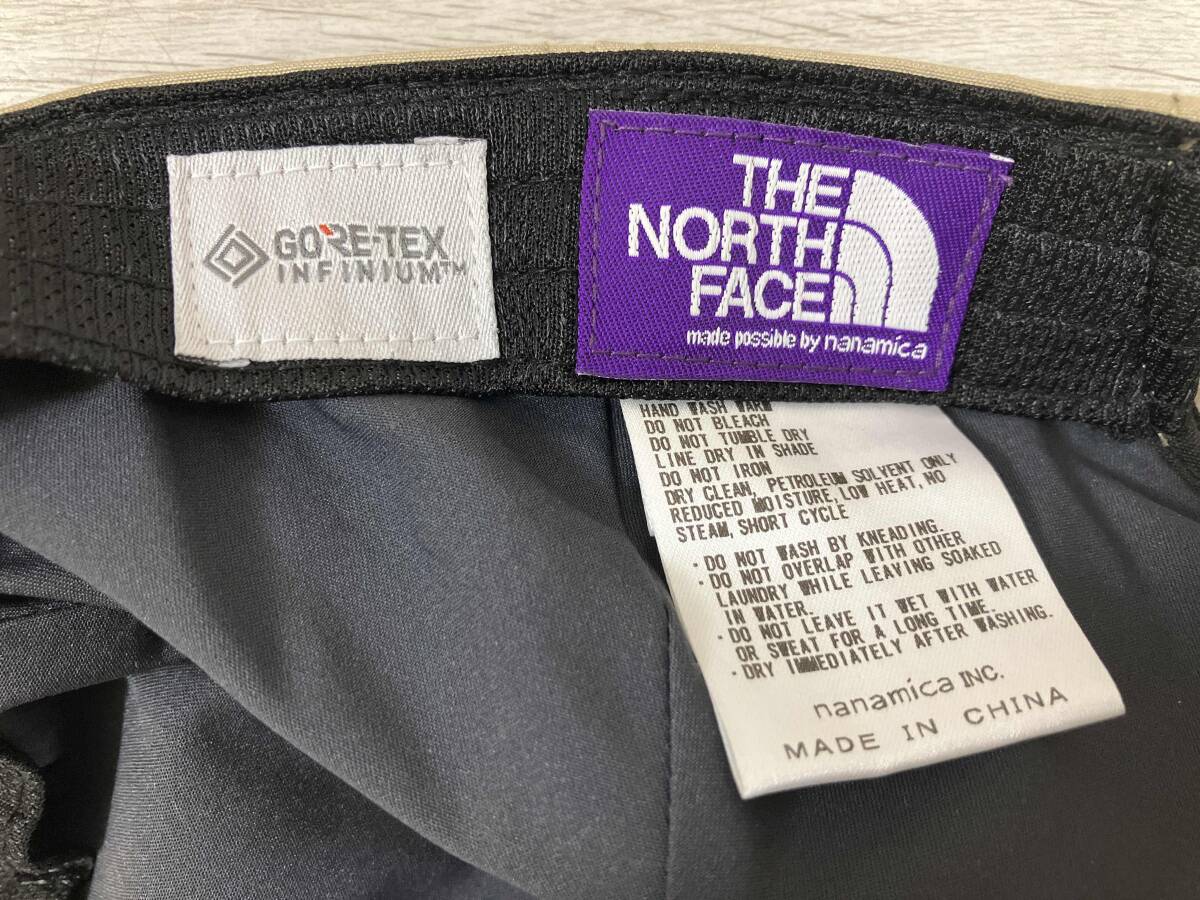 GORE-TEX
INFINIUM™
THE
NORTH
FACE
made possible by nanamica
HAND WASH WARM
DO NOT BLEACH
DO NOT TUMBLE DRY
LINE DRY IN SHADE
DO NOT IRON
DRY CLEAN, PETROLEUM SOLVENT ONLY
REDUCED MOISTURE, LOW HEAT, NO
STEAM, SHORT CYCLE
・DO NOT WASH BY KNEADING.
・DO NOT OVERLAP WITH OTHER
LAUNDRY WHILE LEAVING SOAKED
IN WATER.
・DO NOT LEAVE IT WET WITH WATER
OR SWEAT FOR A LONG TIME.
・DRY IMMEDIATELY AFTER WASHING.
nanamica INC.
MADE IN CHINA